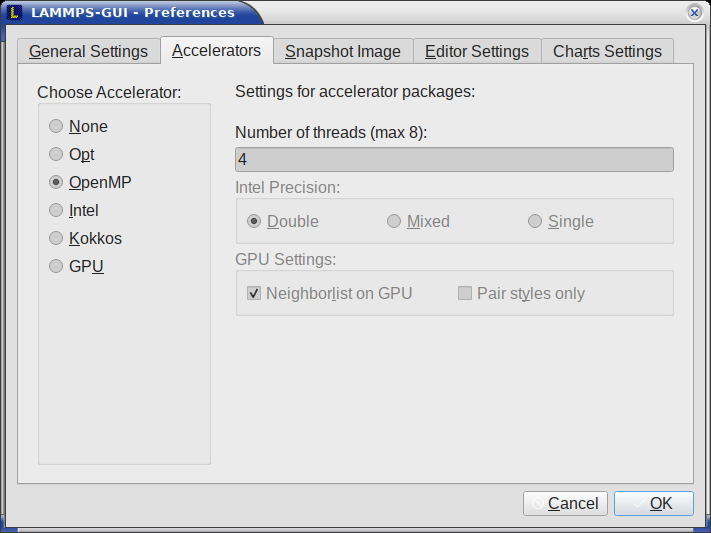 LAMMPS-GUI - Preferences
General Settings Accelerators Snapshot Image Editor Settings Charts Settings
Choose Accelerator:
None
Opt
OpenMP
Intel
Kokkos
GPU
Settings for accelerator packages:
Number of threads (max 8):
4
Intel Precision:
Double Mixed Single
GPU Settings:
Neighborlist on GPU Pair styles only
Cancel OK